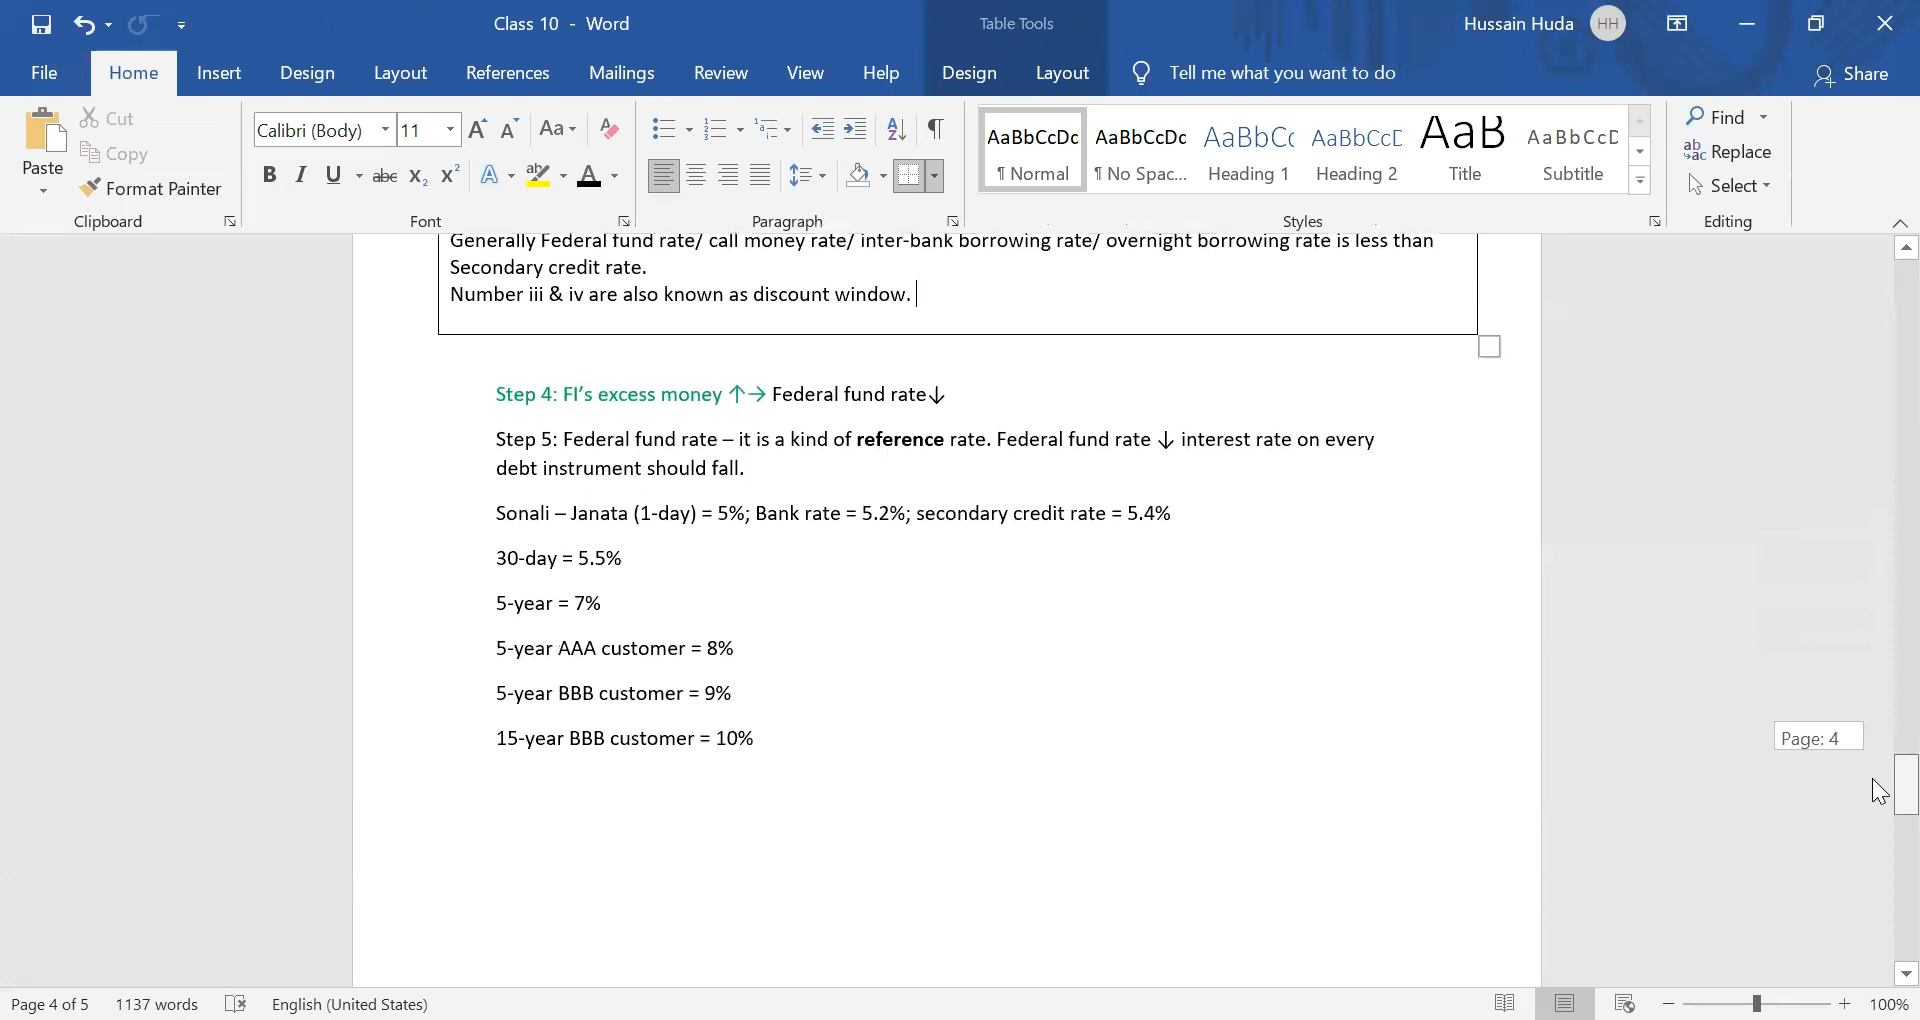 Class 10 - Word
Table Tools
Hussain Huda
HH
File
Home
Insert
Design
Layout
References
Mailings
Review
View
Help
Design
Layout
Tell me what you want to do
Share
Paste
Cut
Copy
Format Painter
Clipboard
Calibri (Body)
11
Font
Paragraph
AaBbCcDc
¶ Normal
AaBbCcDc
¶ No Spac...
AaBbCc
Heading 1
AaBbCcD
Heading 2
AaB
Title
AaBbCcD
Subtitle
Styles
Find
Replace
Select
Editing
Generally Federal fund rate/ call money rate/ inter-bank borrowing rate/ overnight borrowing rate is less than
Secondary credit rate.
Number iii & iv are also known as discount window.
Step 4: FI’s excess money ↑→ Federal fund rate↓
Step 5: Federal fund rate – it is a kind of reference rate. Federal fund rate ↓ interest rate on every
debt instrument should fall.
Sonali – Janata (1-day) = 5%; Bank rate = 5.2%; secondary credit rate = 5.4%
30-day = 5.5%
5-year = 7%
5-year AAA customer = 8%
5-year BBB customer = 9%
15-year BBB customer = 10%
Page: 4
Page 4 of 5
1137 words
English (United States)
100%